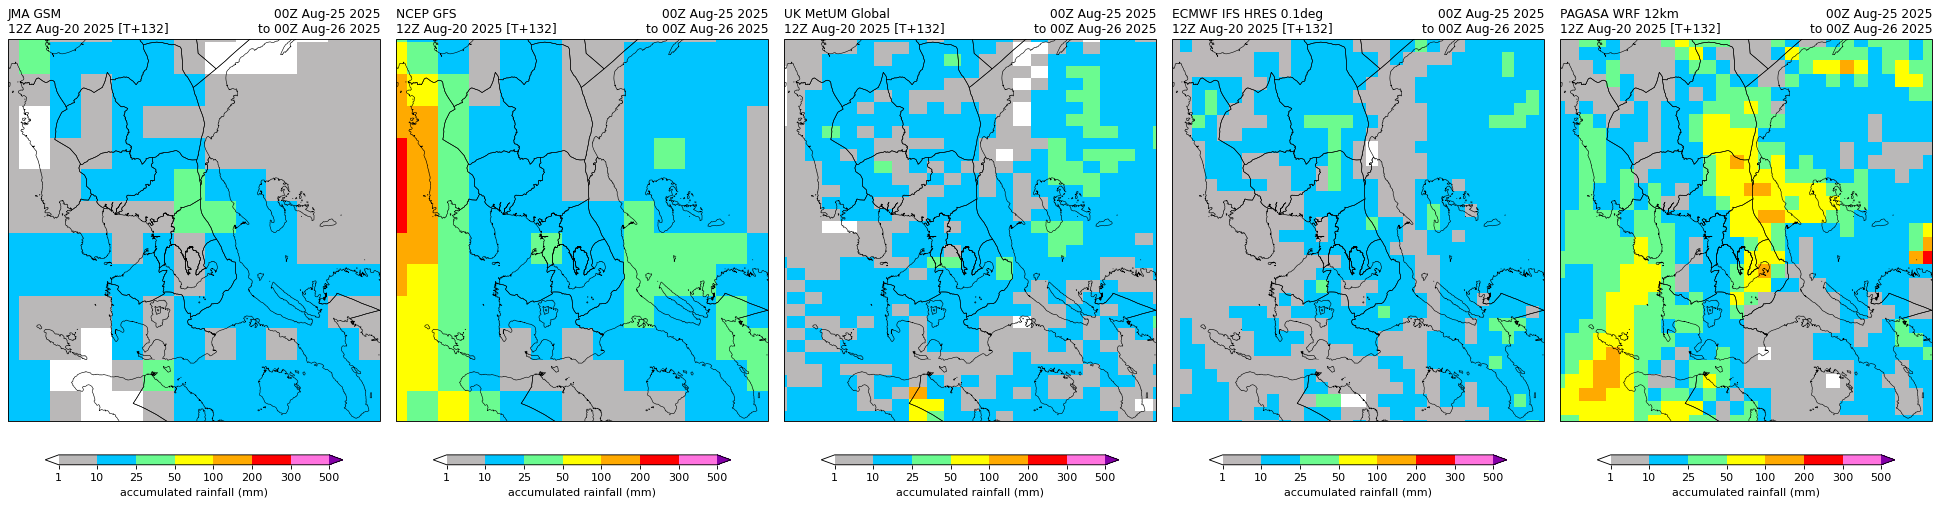 JMA GSM 00Z Aug-25 2025
12Z Aug-20 2025 [T+132] to 00Z Aug-26 2025
1 10 25 50 100 200 300 500
accumulated rainfall (mm)
NCEP GFS 00Z Aug-25 2025
12Z Aug-20 2025 [T+132] to 00Z Aug-26 2025
1 10 25 50 100 200 300 500
accumulated rainfall (mm)
UK MetUM Global 00Z Aug-25 2025
12Z Aug-20 2025 [T+132] to 00Z Aug-26 2025
1 10 25 50 100 200 300 500
accumulated rainfall (mm)
ECMWF IFS HRES 0.1deg 00Z Aug-25 2025
12Z Aug-20 2025 [T+132] to 00Z Aug-26 2025
1 10 25 50 100 200 300 500
accumulated rainfall (mm)
PAGASA WRF 12km 00Z Aug-25 2025
12Z Aug-20 2025 [T+132] to 00Z Aug-26 2025
1 10 25 50 100 200 300 500
accumulated rainfall (mm)